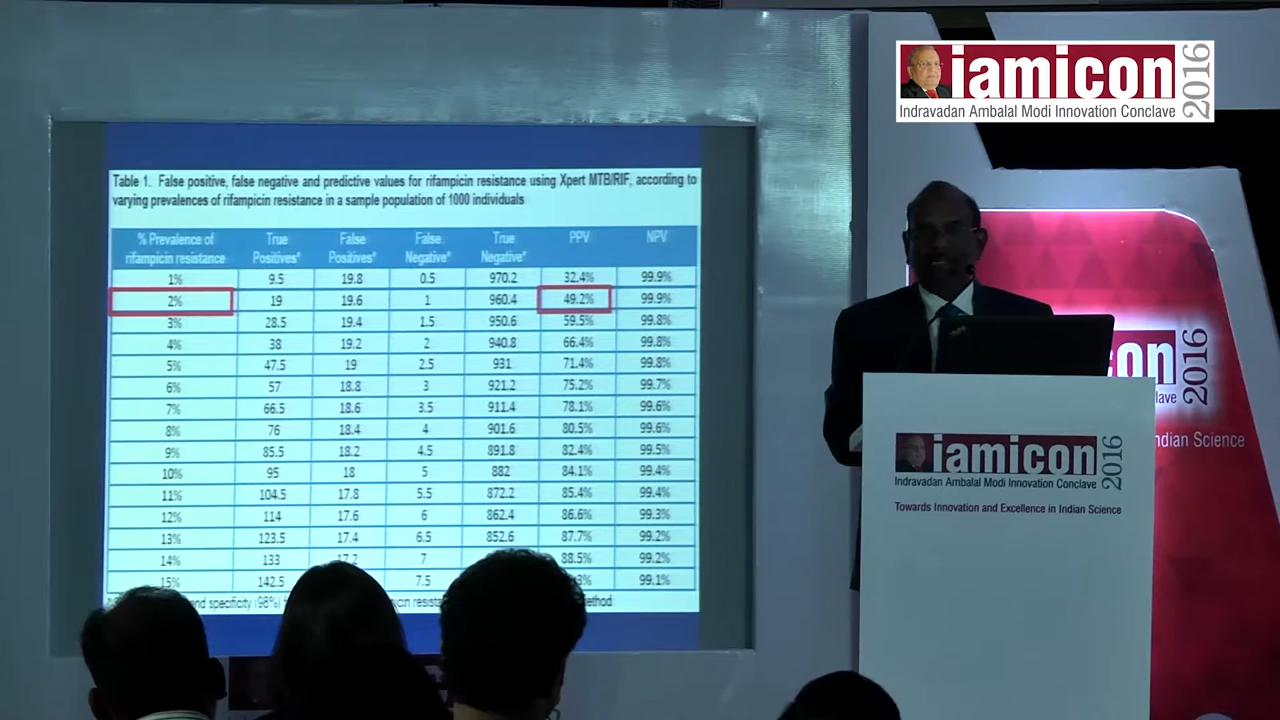 iamicon 2016
Indravadan Ambalal Modi Innovation Conclave
Table 1. False positive, false negative and predictive values for rifampicin resistance using Xpert MTB/RIF, according to
varying prevalences of rifampicin resistance in a sample population of 1000 individuals
% Prevalence of rifampicin resistance True Positives* False Positives* False Negative* True Negative* PPV NPV
1% 9.5 19.8 0.5 970.2 32.4% 99.9%
2% 19 19.6 1 960.4 49.2% 99.9%
3% 28.5 19.4 1.5 950.6 59.5% 99.8%
4% 38 19.2 2 940.8 66.4% 99.8%
5% 47.5 19 2.5 931 71.4% 99.8%
6% 57 18.8 3 921.2 75.2% 99.7%
7% 66.5 18.6 3.5 911.4 78.1% 99.6%
8% 76 18.4 4 901.6 80.5% 99.6%
9% 85.5 18.2 4.5 891.8 82.4% 99.5%
10% 95 18 5 882 84.1% 99.4%
11% 104.5 17.8 5.5 872.2 85.4% 99.4%
12% 114 17.6 6 862.4 86.6% 99.3%
13% 123.5 17.4 6.5 852.6 87.7% 99.2%
14% 133 17.2 7 88.5% 99.2%
15% 142.5 7.5 99.1%
and specificity (98%)
con 2016
clave
Indian Science
iamicon 2016
Indravadan Ambalal Modi Innovation Conclave
Towards Innovation and Excellence in Indian Science